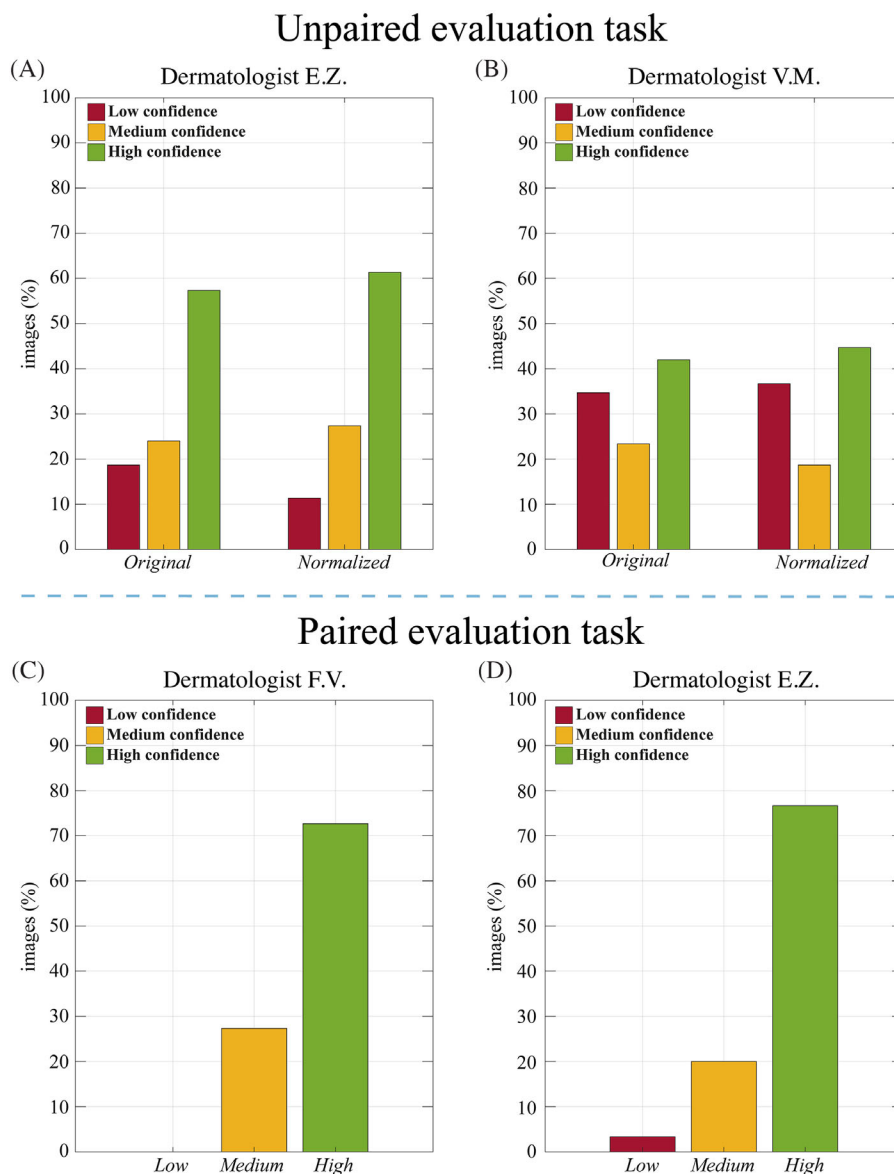 Unpaired evaluation task
(A)
Dermatologist E.Z.
Low confidence
Medium confidence
High confidence
100
90
80
70
60
50
40
30
20
10
0
images (%)
Original
Normalized
(B)
Dermatologist V.M.
Low confidence
Medium confidence
High confidence
100
90
80
70
60
50
40
30
20
10
0
images (%)
Original
Normalized
Paired evaluation task
(C)
Dermatologist F.V.
Low confidence
Medium confidence
High confidence
100
90
80
70
60
50
40
30
20
10
0
images (%)
Low
Medium
High
(D)
Dermatologist E.Z.
Low confidence
Medium confidence
High confidence
100
90
80
70
60
50
40
30
20
10
0
images (%)
Low
Medium
High